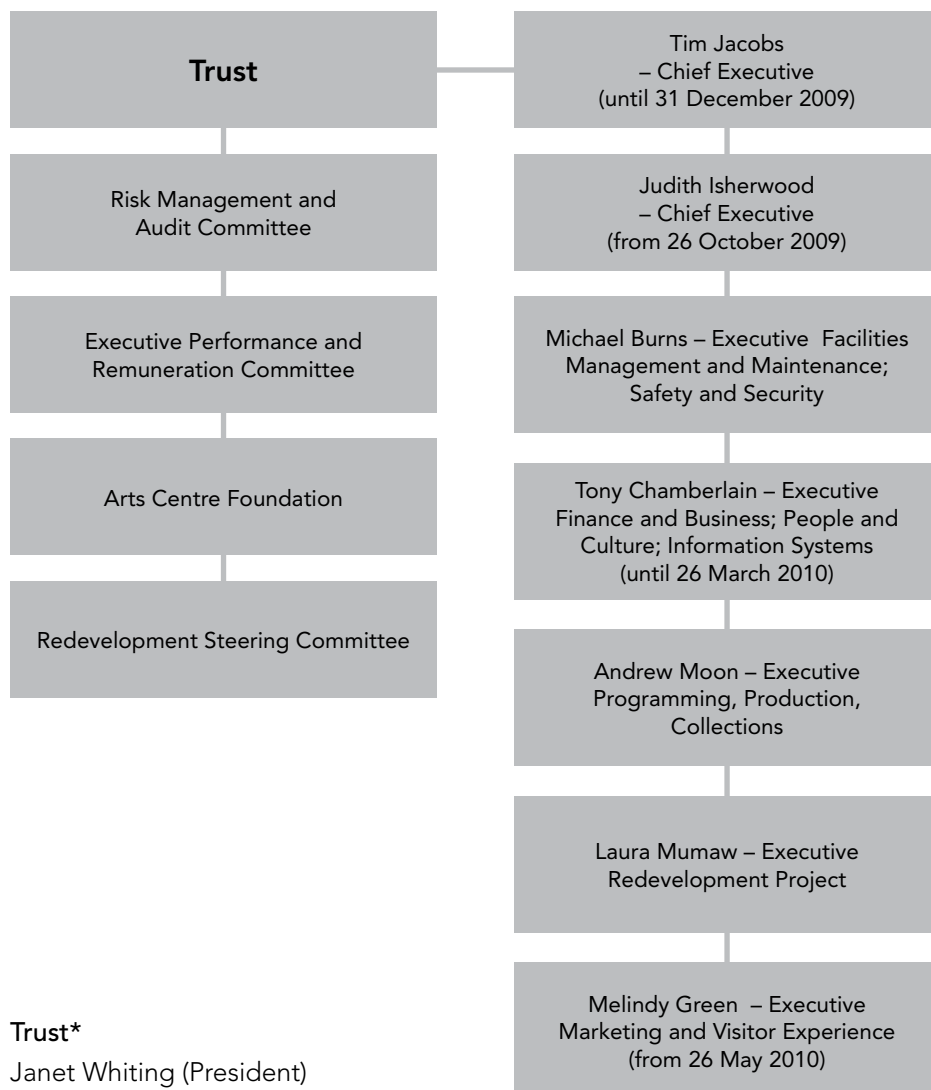 Trust
Risk Management and
Audit Committee
Executive Performance and
Remuneration Committee
Arts Centre Foundation
Redevelopment Steering Committee
Tim Jacobs
– Chief Executive
(until 31 December 2009)
Judith Isherwood
– Chief Executive
(from 26 October 2009)
Michael Burns – Executive Facilities
Management and Maintenance;
Safety and Security
Tony Chamberlain – Executive
Finance and Business; People and
Culture; Information Systems
(until 26 March 2010)
Andrew Moon – Executive
Programming, Production,
Collections
Laura Mumaw – Executive
Redevelopment Project
Melindy Green – Executive
Marketing and Visitor Experience
(from 26 May 2010)
Trust*
Janet Whiting (President)